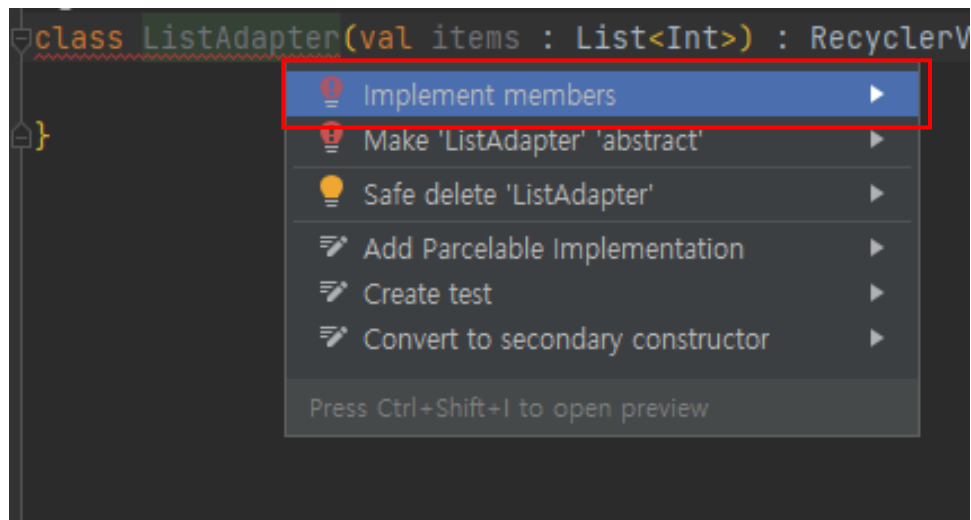 class ListAdapter(val items : List<Int>) : RecyclerV
Implement members
}
Make 'ListAdapter' 'abstract'
Safe delete 'ListAdapter'
Add Parcelable Implementation
Create test
Convert to secondary constructor
Press Ctrl+Shift+I to open preview